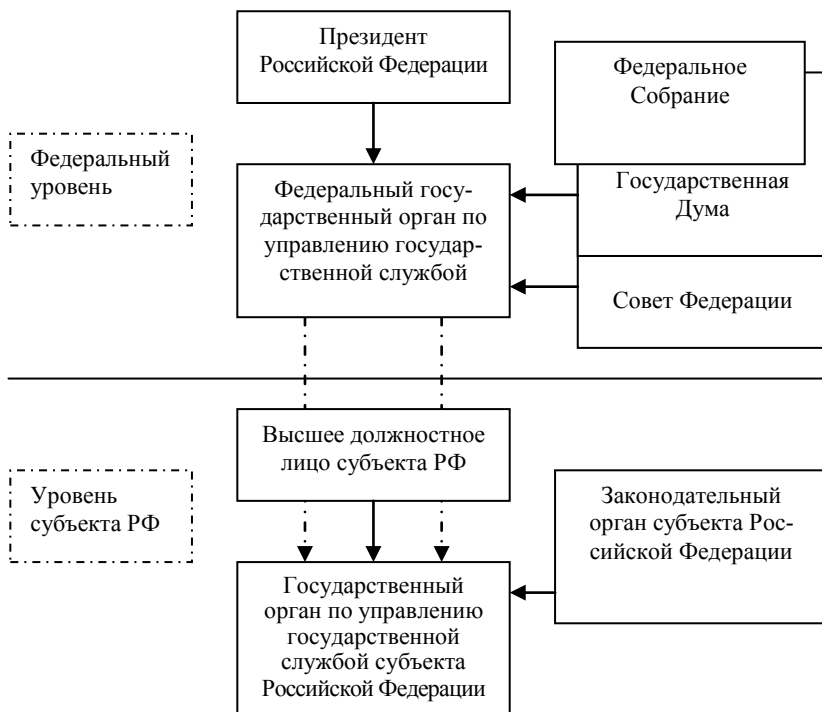 Президент
Российской Федерации
Федеральное
Собрание
Федеральный
уровень
Федеральный госу-
дарственный орган по
управлению государ-
ственной службой
Государственная
Дума
Совет Федерации
Высшее должностное
лицо субъекта РФ
Уровень
субъекта РФ
Законодательный
орган субъекта Рос-
сийской Федерации
Государственный
орган по управлению
государственной
службой субъекта
Российской Федерации